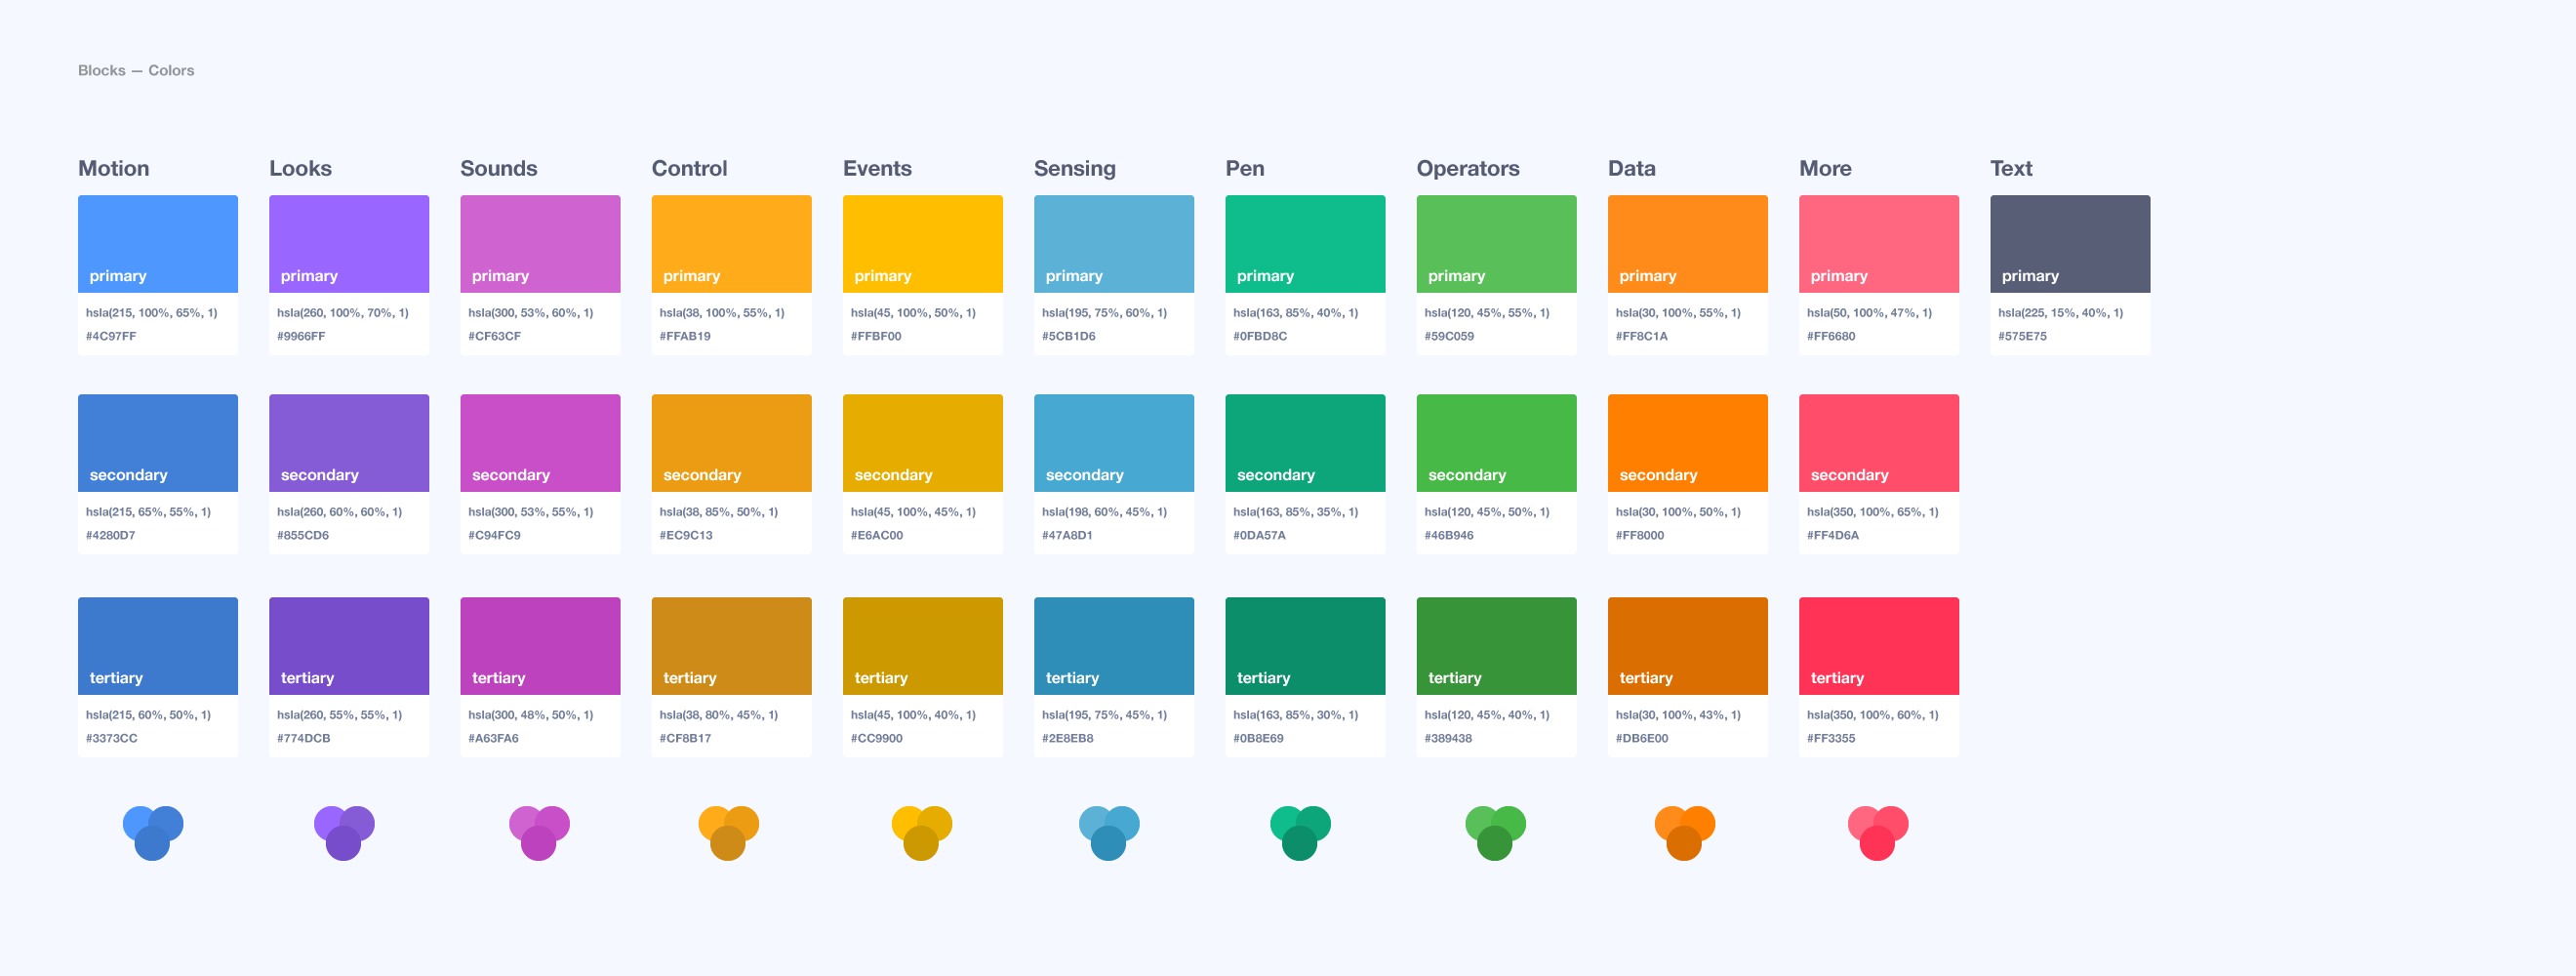 Blocks — Colors
Motion
Looks
Sounds
Control
Events
Sensing
Pen
Operators
Data
More
Text
primary
primary
primary
primary
primary
primary
primary
primary
primary
primary
primary
hsla(215, 100%, 65%, 1)
hsla(260, 100%, 70%, 1)
hsla(300, 53%, 60%, 1)
hsla(38, 100%, 55%, 1)
hsla(45, 100%, 50%, 1)
hsla(195, 75%, 60%, 1)
hsla(163, 85%, 40%, 1)
hsla(120, 45%, 55%, 1)
hsla(30, 100%, 55%, 1)
hsla(50, 100%, 47%, 1)
hsla(225, 15%, 40%, 1)
#4C97FF
#9966FF
#CF63CF
#FFAB19
#FFBF00
#5CB1D6
#0FBD8C
#59C059
#FF8C1A
#FF6680
#575E75
secondary
secondary
secondary
secondary
secondary
secondary
secondary
secondary
secondary
secondary
hsla(215, 65%, 55%, 1)
hsla(260, 60%, 60%, 1)
hsla(300, 53%, 55%, 1)
hsla(38, 85%, 50%, 1)
hsla(45, 100%, 45%, 1)
hsla(198, 60%, 45%, 1)
hsla(163, 85%, 35%, 1)
hsla(120, 45%, 50%, 1)
hsla(30, 100%, 50%, 1)
hsla(350, 100%, 65%, 1)
#4280D7
#855CD6
#C94FC9
#EC9C13
#E6AC00
#47A8D1
#0DA57A
#46B946
#FF8000
#FF4D6A
tertiary
tertiary
tertiary
tertiary
tertiary
tertiary
tertiary
tertiary
tertiary
tertiary
hsla(215, 60%, 50%, 1)
hsla(260, 55%, 55%, 1)
hsla(300, 48%, 50%, 1)
hsla(38, 80%, 45%, 1)
hsla(45, 100%, 40%, 1)
hsla(195, 75%, 45%, 1)
hsla(163, 85%, 30%, 1)
hsla(120, 45%, 40%, 1)
hsla(30, 100%, 43%, 1)
hsla(350, 100%, 60%, 1)
#3373CC
#774DCB
#A63FA6
#CF8B17
#CC9900
#2E8EB8
#0B8E69
#389438
#DB6E00
#FF3355